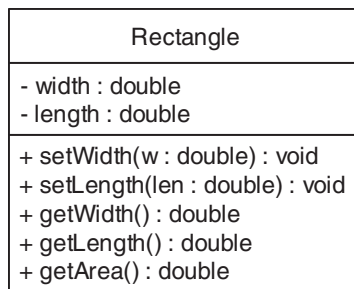 Rectangle
- width : double
- length : double
+ setWidth(w : double) : void
+ setLength(len : double) : void
+ getWidth() : double
+ getLength() : double
+ getArea() : double